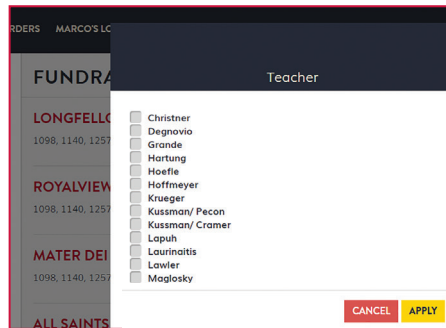 RDERS MARCO'S LO
FUNDRA
Teacher
LONGFELLO
1098, 1140, 1257
ROYALVIEW
1098, 1140, 1257
MATER DEI
1098, 1140, 1257
ALL SAINTS
Christner
Degnovio
Grande
Hartung
Hoefle
Hoffmeyer
Krueger
Kussman/ Pecon
Kussman/ Cramer
Lapuh
Laurinaitis
Lawler
Maglosky
CANCEL APPLY